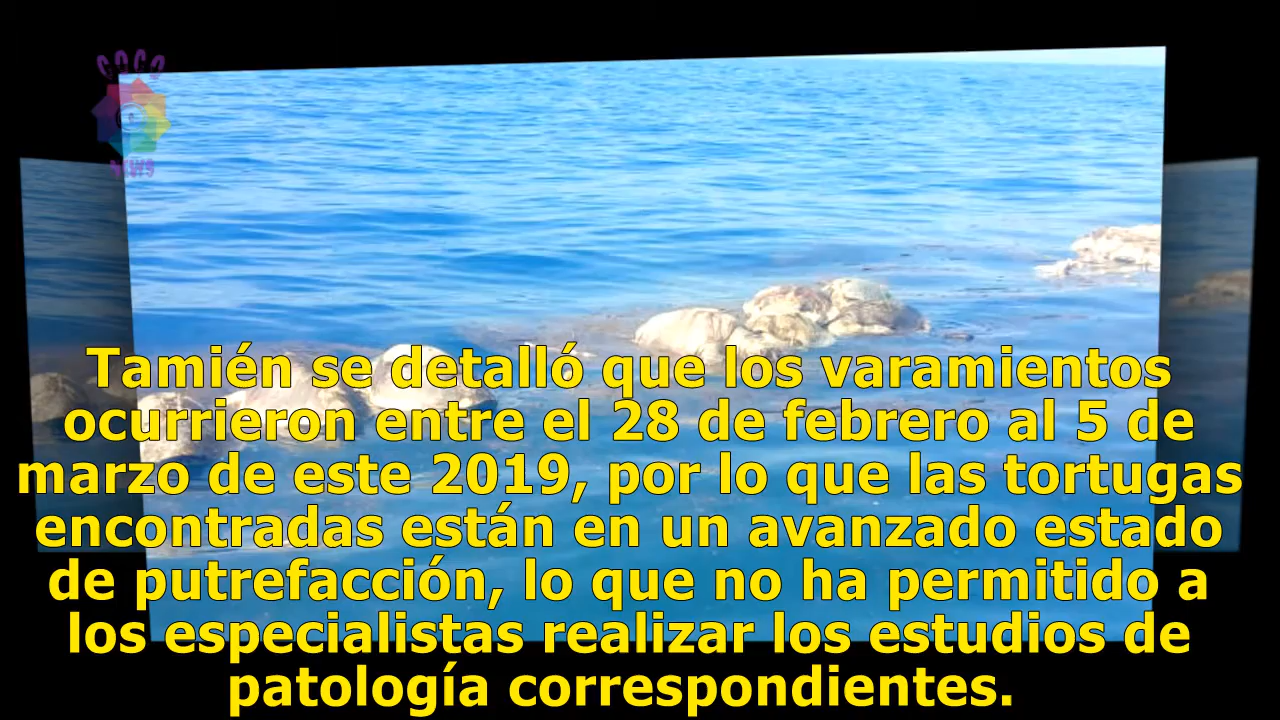 COCO
NEWS
Tamién se detalló que los varamientos
ocurrieron entre el 28 de febrero al 5 de
marzo de este 2019, por lo que las tortugas
encontradas están en un avanzado estado
de putrefacción, lo que no ha permitido a
los especialistas realizar los estudios de
patología correspondientes.